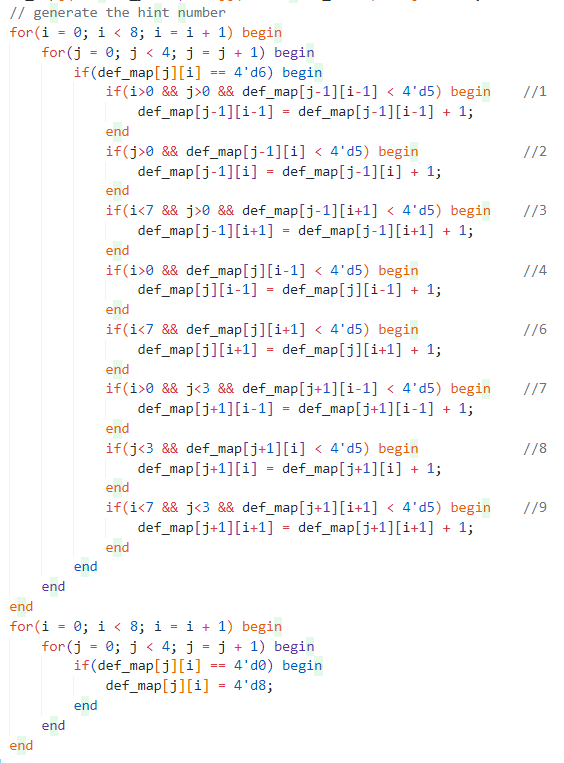 // generate the hint number
for(i = 0; i < 8; i = i + 1) begin
    for(j = 0; j < 4; j = j + 1) begin
        if(def_map[j][i] == 4'd6) begin
            if(i>0 && j>0 && def_map[j-1][i-1] < 4'd5) begin    //1
                def_map[j-1][i-1] = def_map[j-1][i-1] + 1;
            end
            if(j>0 && def_map[j-1][i] < 4'd5) begin             //2
                def_map[j-1][i] = def_map[j-1][i] + 1;
            end
            if(i<7 && j>0 && def_map[j-1][i+1] < 4'd5) begin    //3
                def_map[j-1][i+1] = def_map[j-1][i+1] + 1;
            end
            if(i>0 && def_map[j][i-1] < 4'd5) begin             //4
                def_map[j][i-1] = def_map[j][i-1] + 1;
            end
            if(i<7 && def_map[j][i+1] < 4'd5) begin             //6
                def_map[j][i+1] = def_map[j][i+1] + 1;
            end
            if(i>0 && j<3 && def_map[j+1][i-1] < 4'd5) begin    //7
                def_map[j+1][i-1] = def_map[j+1][i-1] + 1;
            end
            if(j<3 && def_map[j+1][i] < 4'd5) begin             //8
                def_map[j+1][i] = def_map[j+1][i] + 1;
            end
            if(i<7 && j<3 && def_map[j+1][i+1] < 4'd5) begin    //9
                def_map[j+1][i+1] = def_map[j+1][i+1] + 1;
            end
        end
    end
end
for(i = 0; i < 8; i = i + 1) begin
    for(j = 0; j < 4; j = j + 1) begin
        if(def_map[j][i] == 4'd0) begin
            def_map[j][i] = 4'd8;
        end
    end
end